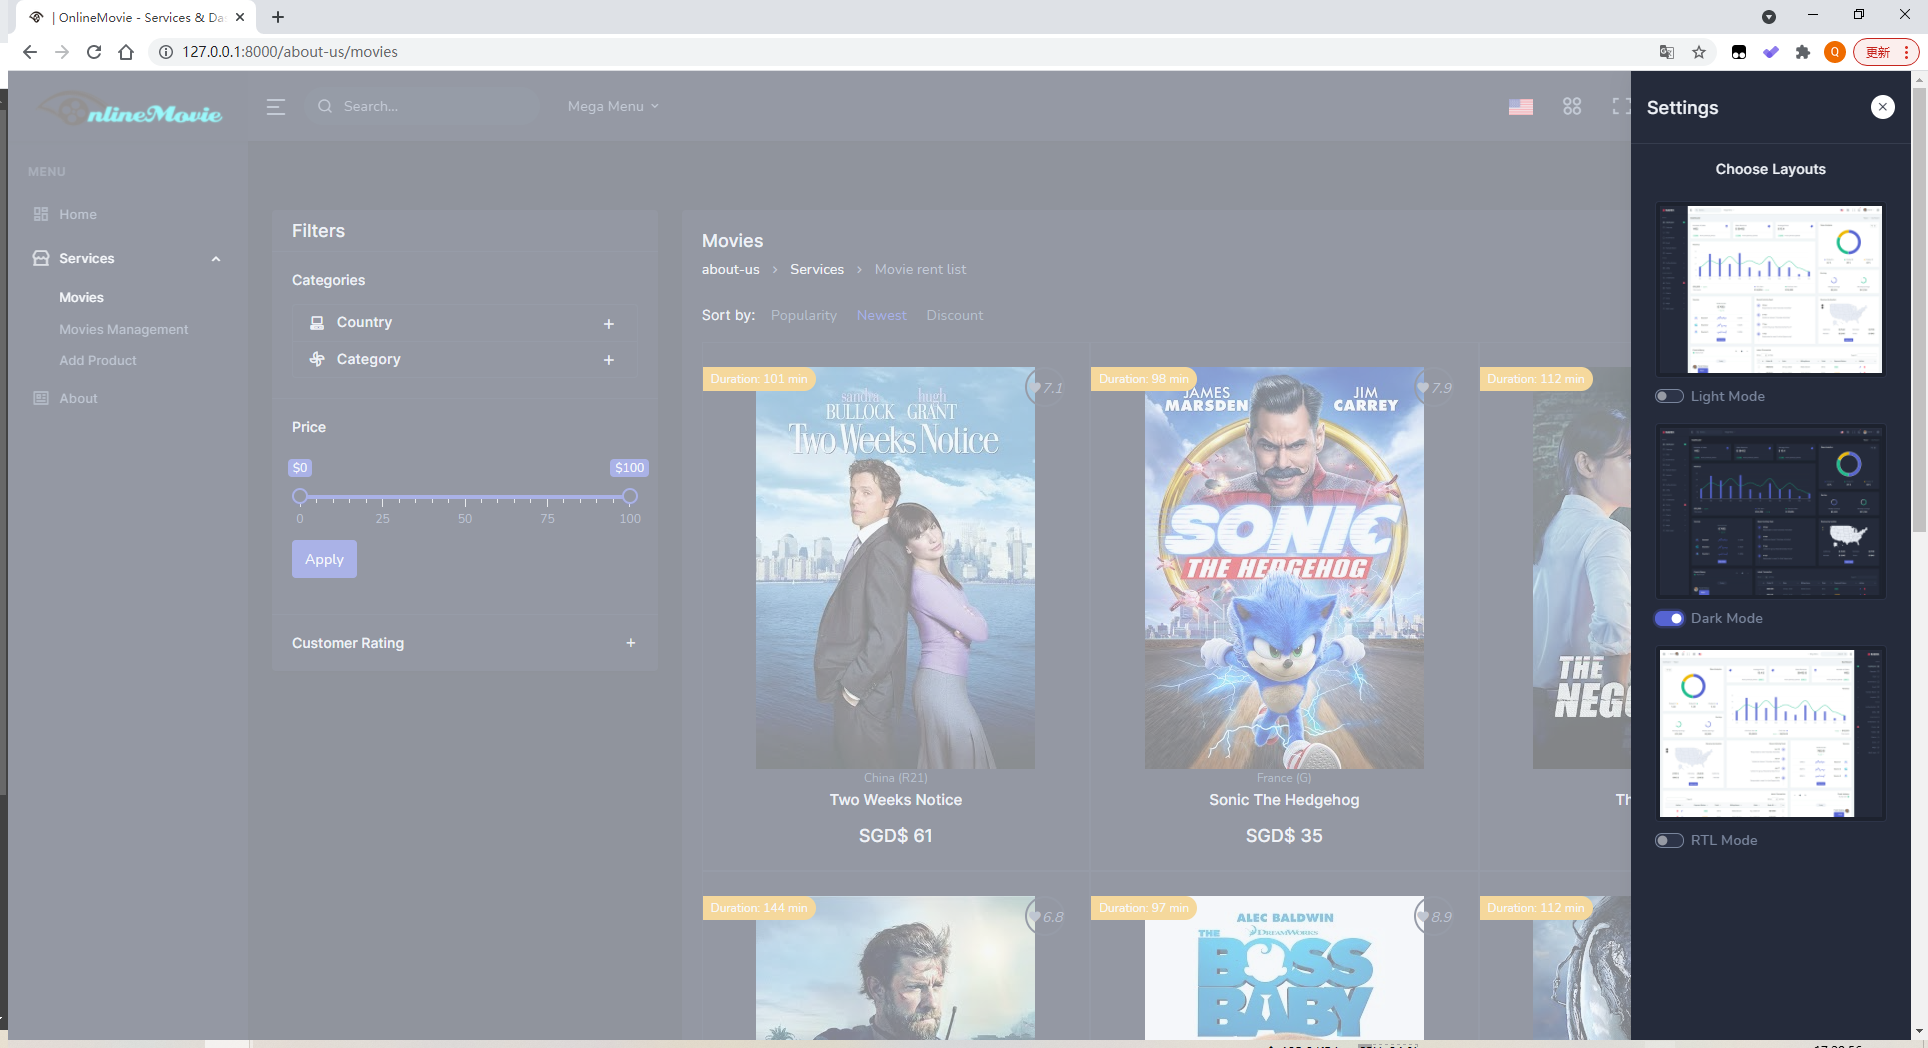 | OnlineMovie - Services & Da
127.0.0.1:8000/about-us/movies
Q
更新
nlineMovie
Search...
Mega Menu
Settings
Choose Layouts
MENU
Home
Services
Movies
Movies Management
Add Product
About
Filters
Categories
Country
Category
Price
$0
$100
0
25
50
75
100
Apply
Customer Rating
Movies
about-us
Services
Movie rent list
Sort by:
Popularity
Newest
Discount
Duration: 101 min
7.1
sandra BULLOCK
hugh GRANT
Two Weeks Notice
China (R21)
Two Weeks Notice
SGD$ 61
Duration: 98 min
7.9
JAMES MARSDEN
JIM CARREY
SONIC
THE HEDGEHOG
France (G)
Sonic The Hedgehog
SGD$ 35
Duration: 112 min
THE
NEGO
Th
Duration: 144 min
6.8
Duration: 97 min
8.9
ALEC BALDWIN
DREAMWORKS
THE
BOSS
BABY
Duration: 112 min
Light Mode
Dark Mode
RTL Mode